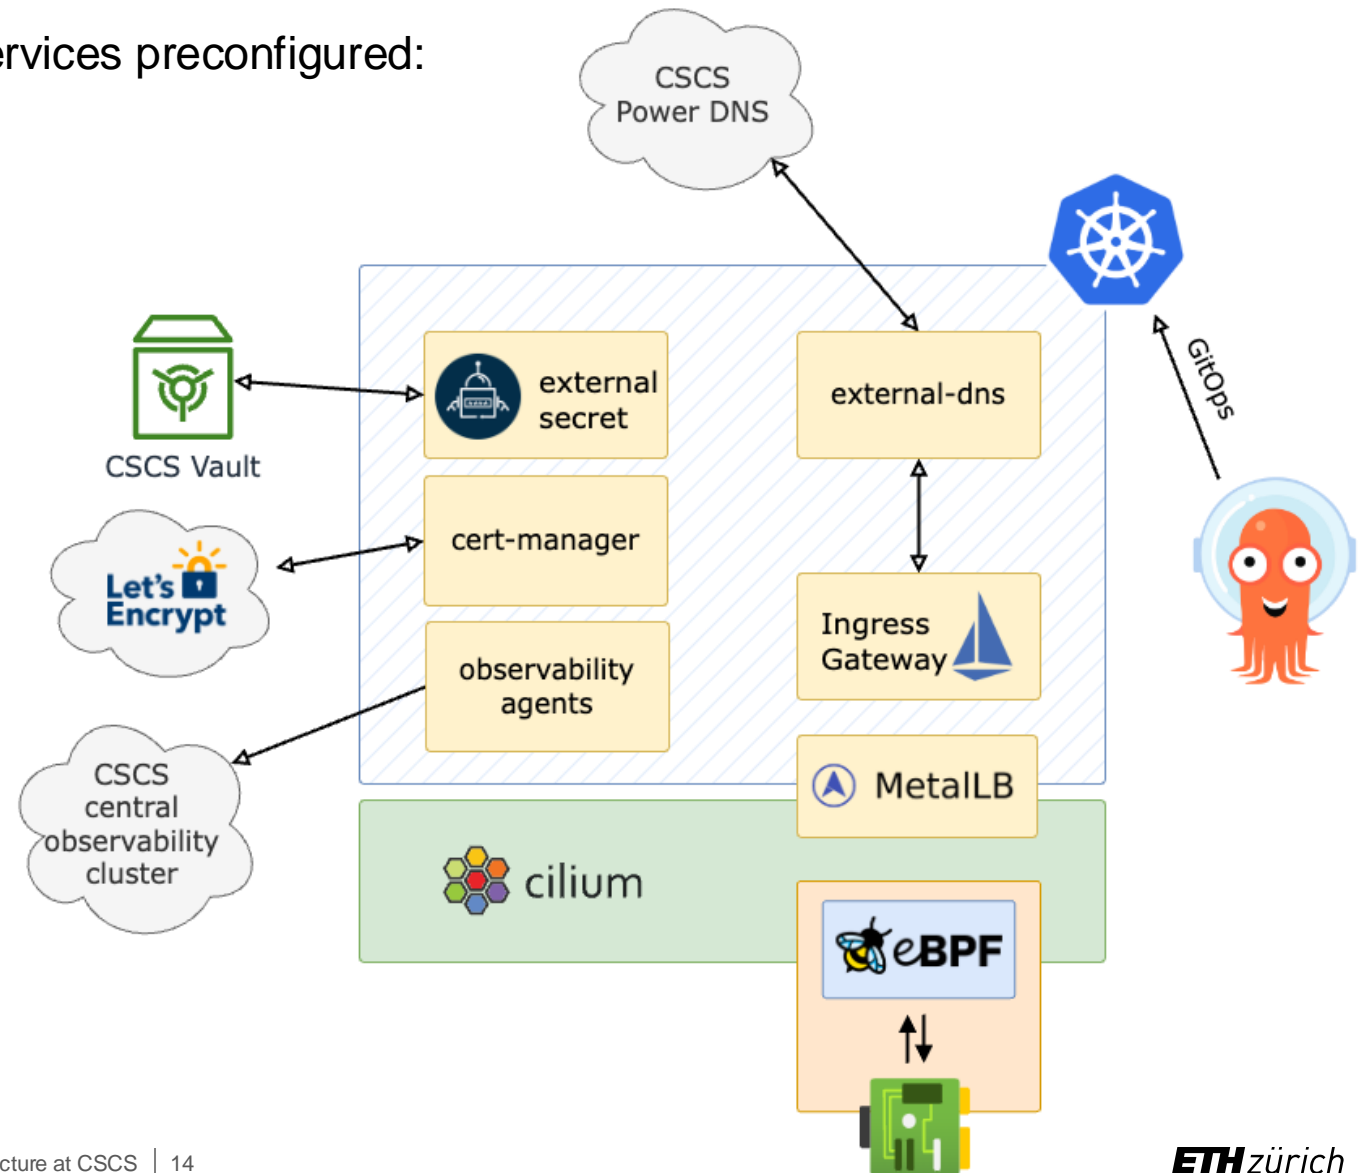 ervices preconfigured:
CSCS
Power DNS
GitOps
external
secret
external-dns
CSCS Vault
cert-manager
Let's
Encrypt
Ingress
Gateway
observability
agents
MetalLB
CSCS
central
observability
cluster
cilium
eBPF
cture at CSCS | 14
ETH zürich